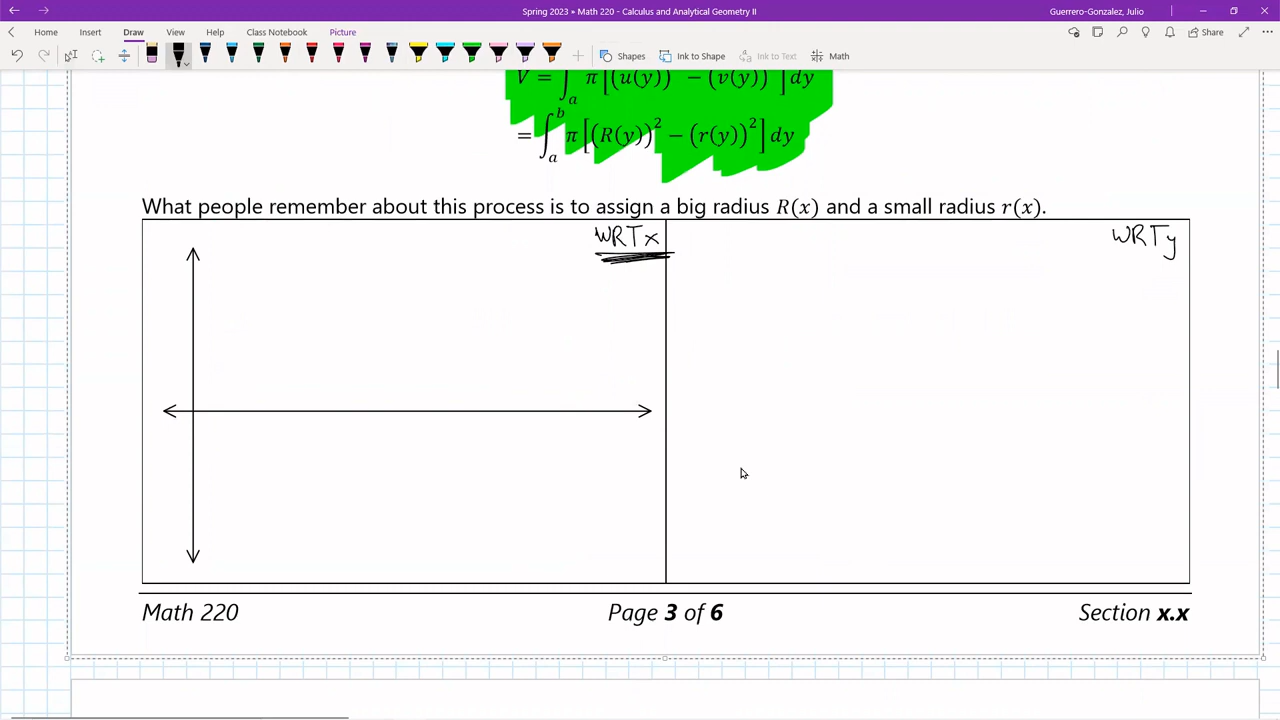 Spring 2023 » Math 220 - Calculus and Analytical Geometry II
Guerrero-Gonzalez, Julio
Home Insert Draw View Help Class Notebook Picture
Share
Shapes Ink to Shape Ink to Text Math
V = ∫ₐ π[(u(y)) − (v(y)) ]dy
= ∫ₐᵇ π[(R(y))² − (r(y))²]dy
What people remember about this process is to assign a big radius R(x) and a small radius r(x).
WRTx
WRTy
Math 220 Page 3 of 6 Section x.x